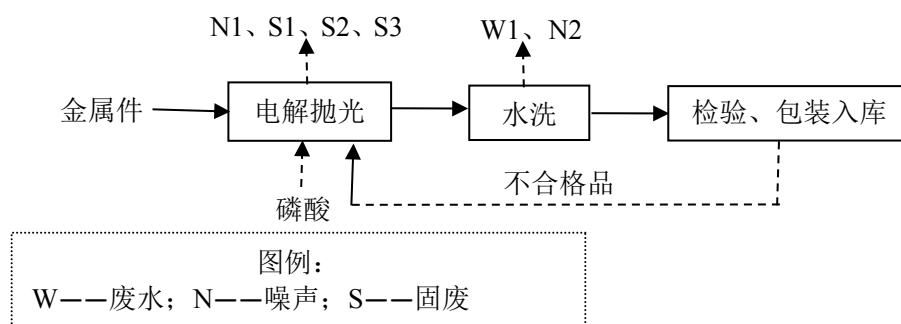 N1、S1、S2、S3
W1、N2
金属件
电解抛光
水洗
检验、包装入库
不合格品
磷酸
图例：
W——废水；N——噪声；S——固废